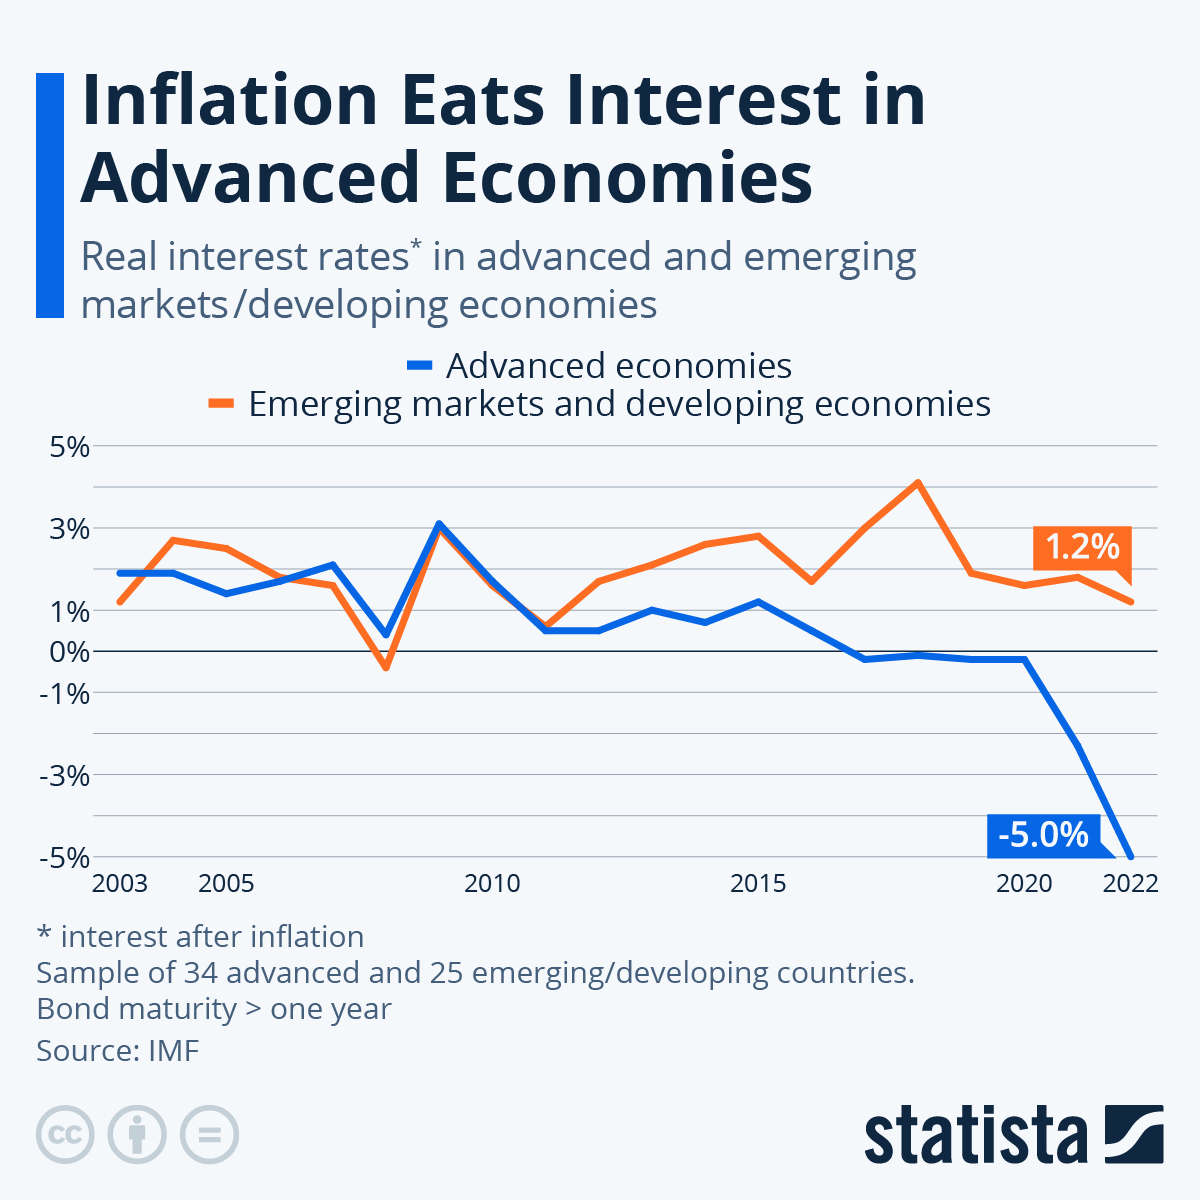 Inflation Eats Interest in
Advanced Economies
Real interest rates* in advanced and emerging
markets/developing economies
Advanced economies
Emerging markets and developing economies
5%
3%
1%
0%
-1%
-3%
-5%
1.2%
-5.0%
2003 2005 2010 2015 2020 2022
* interest after inflation
Sample of 34 advanced and 25 emerging/developing countries.
Bond maturity > one year
Source: IMF
cc
statista